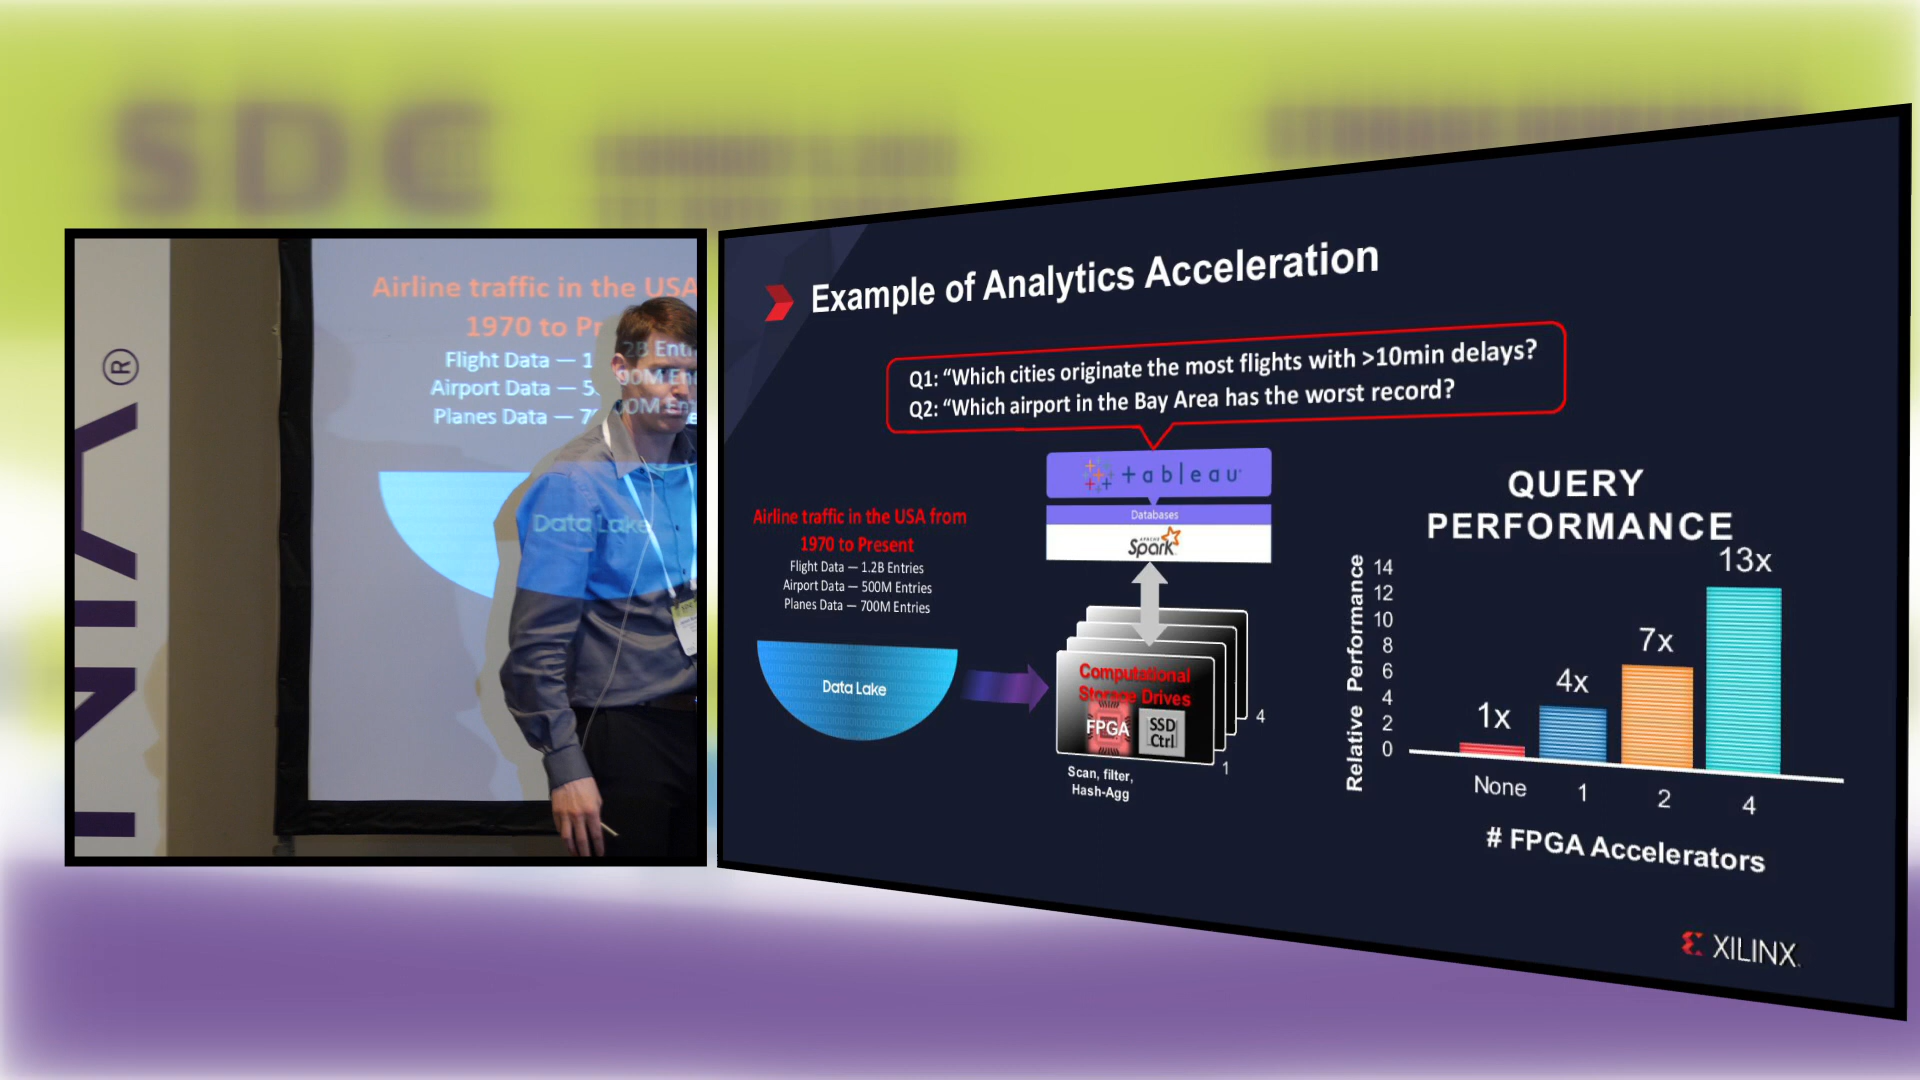 SDC
®
NIA
Airline traffic in the USA
1970 to Pr
Flight Data — 1 2B Entr
Airport Data — 5 00M En
Planes Data — 7 0M En
Data Lake
Example of Analytics Acceleration
Q1: “Which cities originate the most flights with >10min delays?
Q2: “Which airport in the Bay Area has the worst record?
+ableau
Databases
APACHE
Spark
Airline traffic in the USA from
1970 to Present
Flight Data — 1.2B Entries
Airport Data — 500M Entries
Planes Data — 700M Entries
Data Lake
Computational
Storage Drives
FPGA
SSD
Ctrl
4
1
Scan, filter,
Hash-Agg
QUERY
PERFORMANCE
Relative Performance
14
12
10
8
6
4
2
0
1x
4x
7x
13x
None
1
2
4
# FPGA Accelerators
XILINX